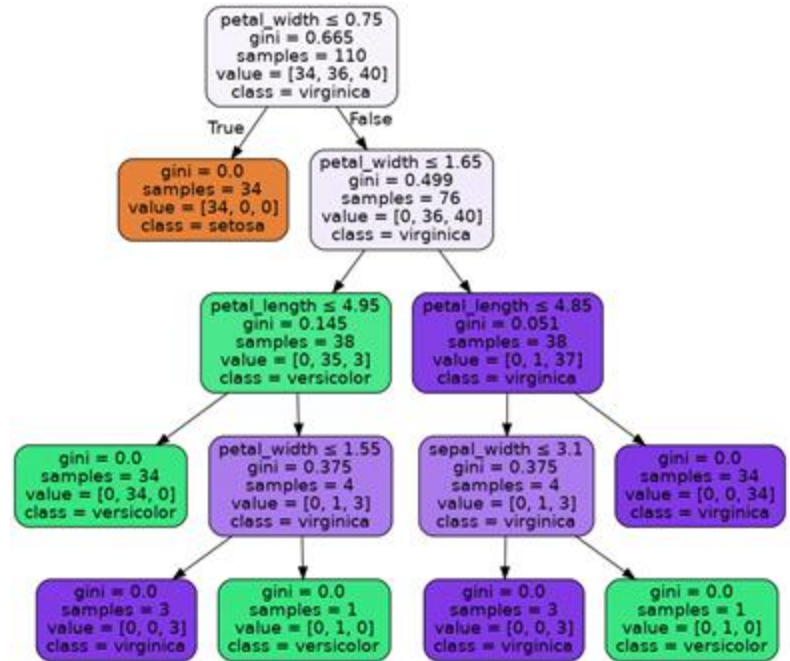 petal_width ≤ 0.75
gini = 0.665
samples = 110
value = [34, 36, 40]
class = virginica
True
False
gini = 0.0
samples = 34
value = [34, 0, 0]
class = setosa
petal_width ≤ 1.65
gini = 0.499
samples = 76
value = [0, 36, 40]
class = virginica
petal_length ≤ 4.95
gini = 0.145
samples = 38
value = [0, 35, 3]
class = versicolor
petal_length ≤ 4.85
gini = 0.051
samples = 38
value = [0, 1, 37]
class = virginica
gini = 0.0
samples = 34
value = [0, 34, 0]
class = versicolor
petal_width ≤ 1.55
gini = 0.375
samples = 4
value = [0, 1, 3]
class = virginica
sepal_width ≤ 3.1
gini = 0.375
samples = 4
value = [0, 1, 3]
class = virginica
gini = 0.0
samples = 34
value = [0, 0, 34]
class = virginica
gini = 0.0
samples = 3
value = [0, 0, 3]
class = virginica
gini = 0.0
samples = 1
value = [0, 1, 0]
class = versicolor
gini = 0.0
samples = 3
value = [0, 0, 3]
class = virginica
gini = 0.0
samples = 1
value = [0, 1, 0]
class = versicolor